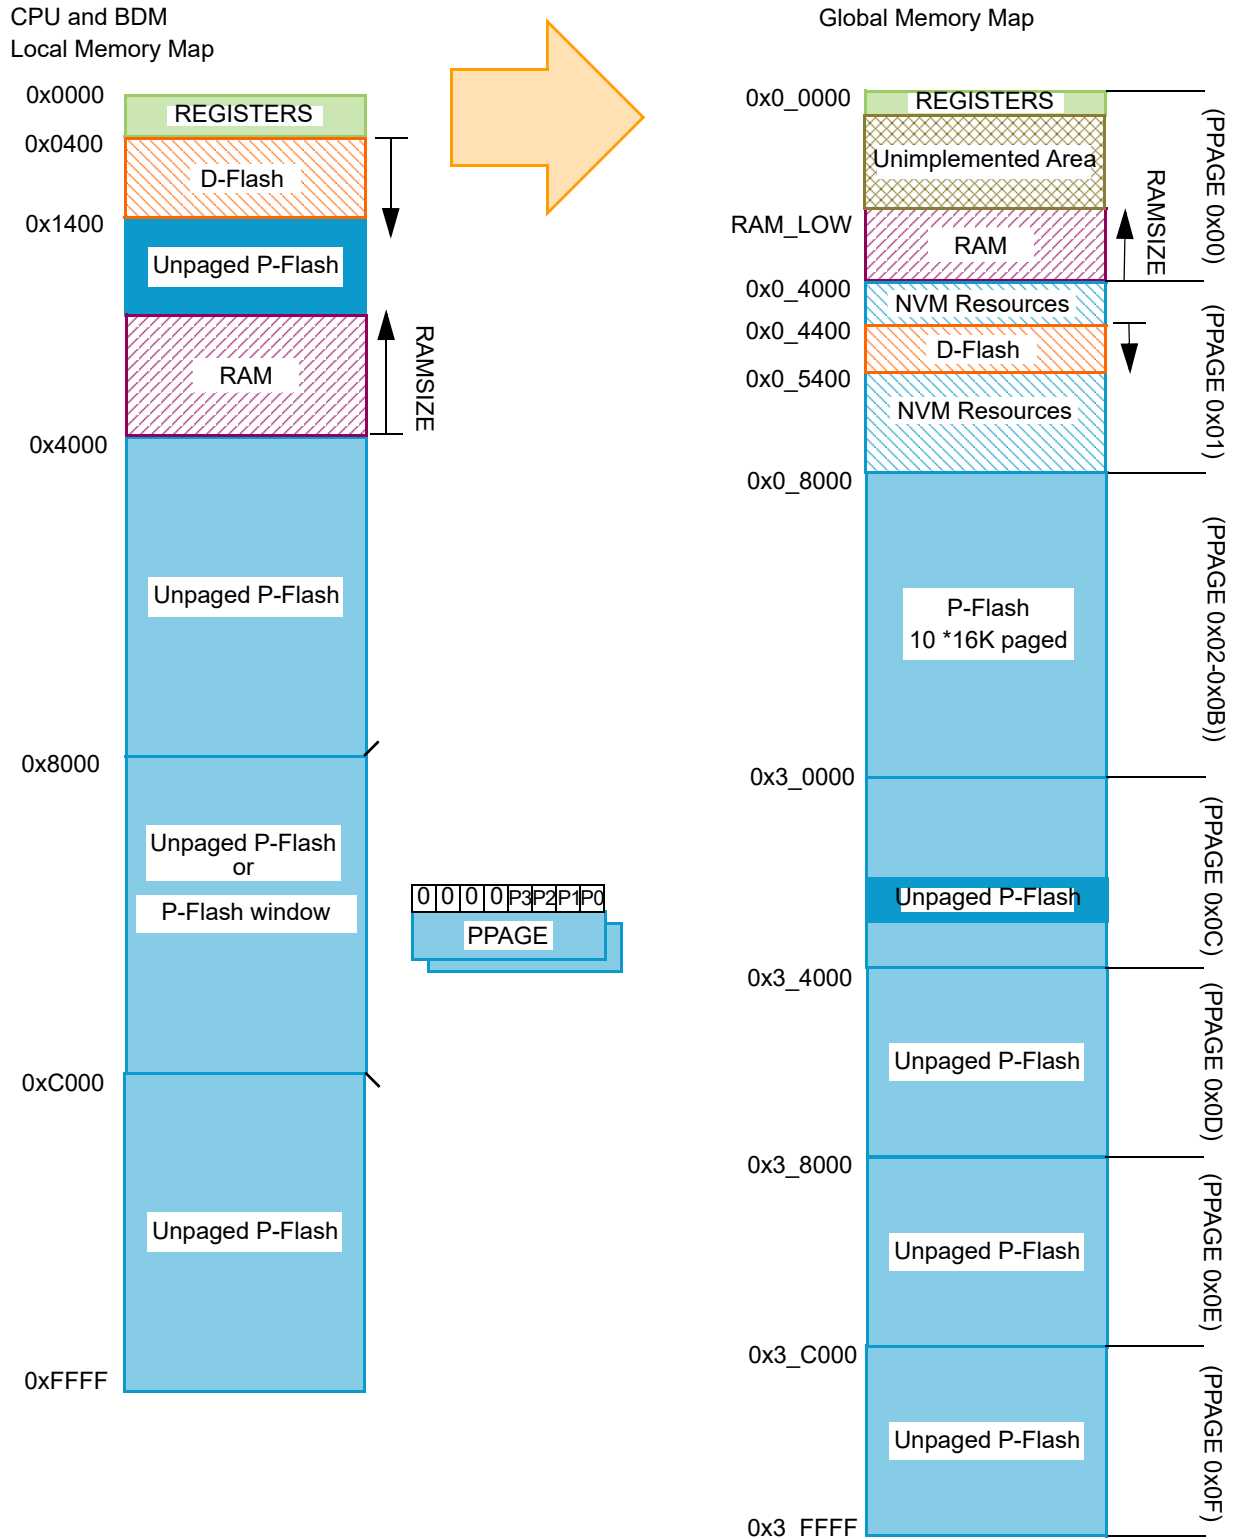 CPU and BDM
Local Memory Map
0x0000
REGISTERS
0x0400
D-Flash
0x1400
Unpaged P-Flash
RAM
RAMSIZE
0x4000
Unpaged P-Flash
0x8000
Unpaged P-Flash
or
P-Flash window
0 0 0 0 P3 P2 P1 P0
PPAGE
0xC000
Unpaged P-Flash
0xFFFF
Global Memory Map
0x0_0000
REGISTERS
(PPAGE 0x00)
Unimplemented Area
RAM_LOW
RAM
RAMSIZE
0x0_4000
NVM Resources
(PPAGE 0x01)
0x0_4400
D-Flash
0x0_5400
NVM Resources
0x0_8000
P-Flash
10 *16K paged
(PPAGE 0x02-0x0B))
0x3_0000
Unpaged P-Flash
(PPAGE 0x0C)
0x3_4000
Unpaged P-Flash
(PPAGE 0x0D)
0x3_8000
Unpaged P-Flash
(PPAGE 0x0E)
0x3_C000
Unpaged P-Flash
(PPAGE 0x0F)
0x3_FFFF